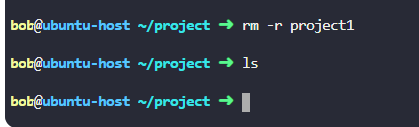 bob@ubuntu-host ~/project ➜ rm -r project1
bob@ubuntu-host ~/project ➜ ls
bob@ubuntu-host ~/project ➜